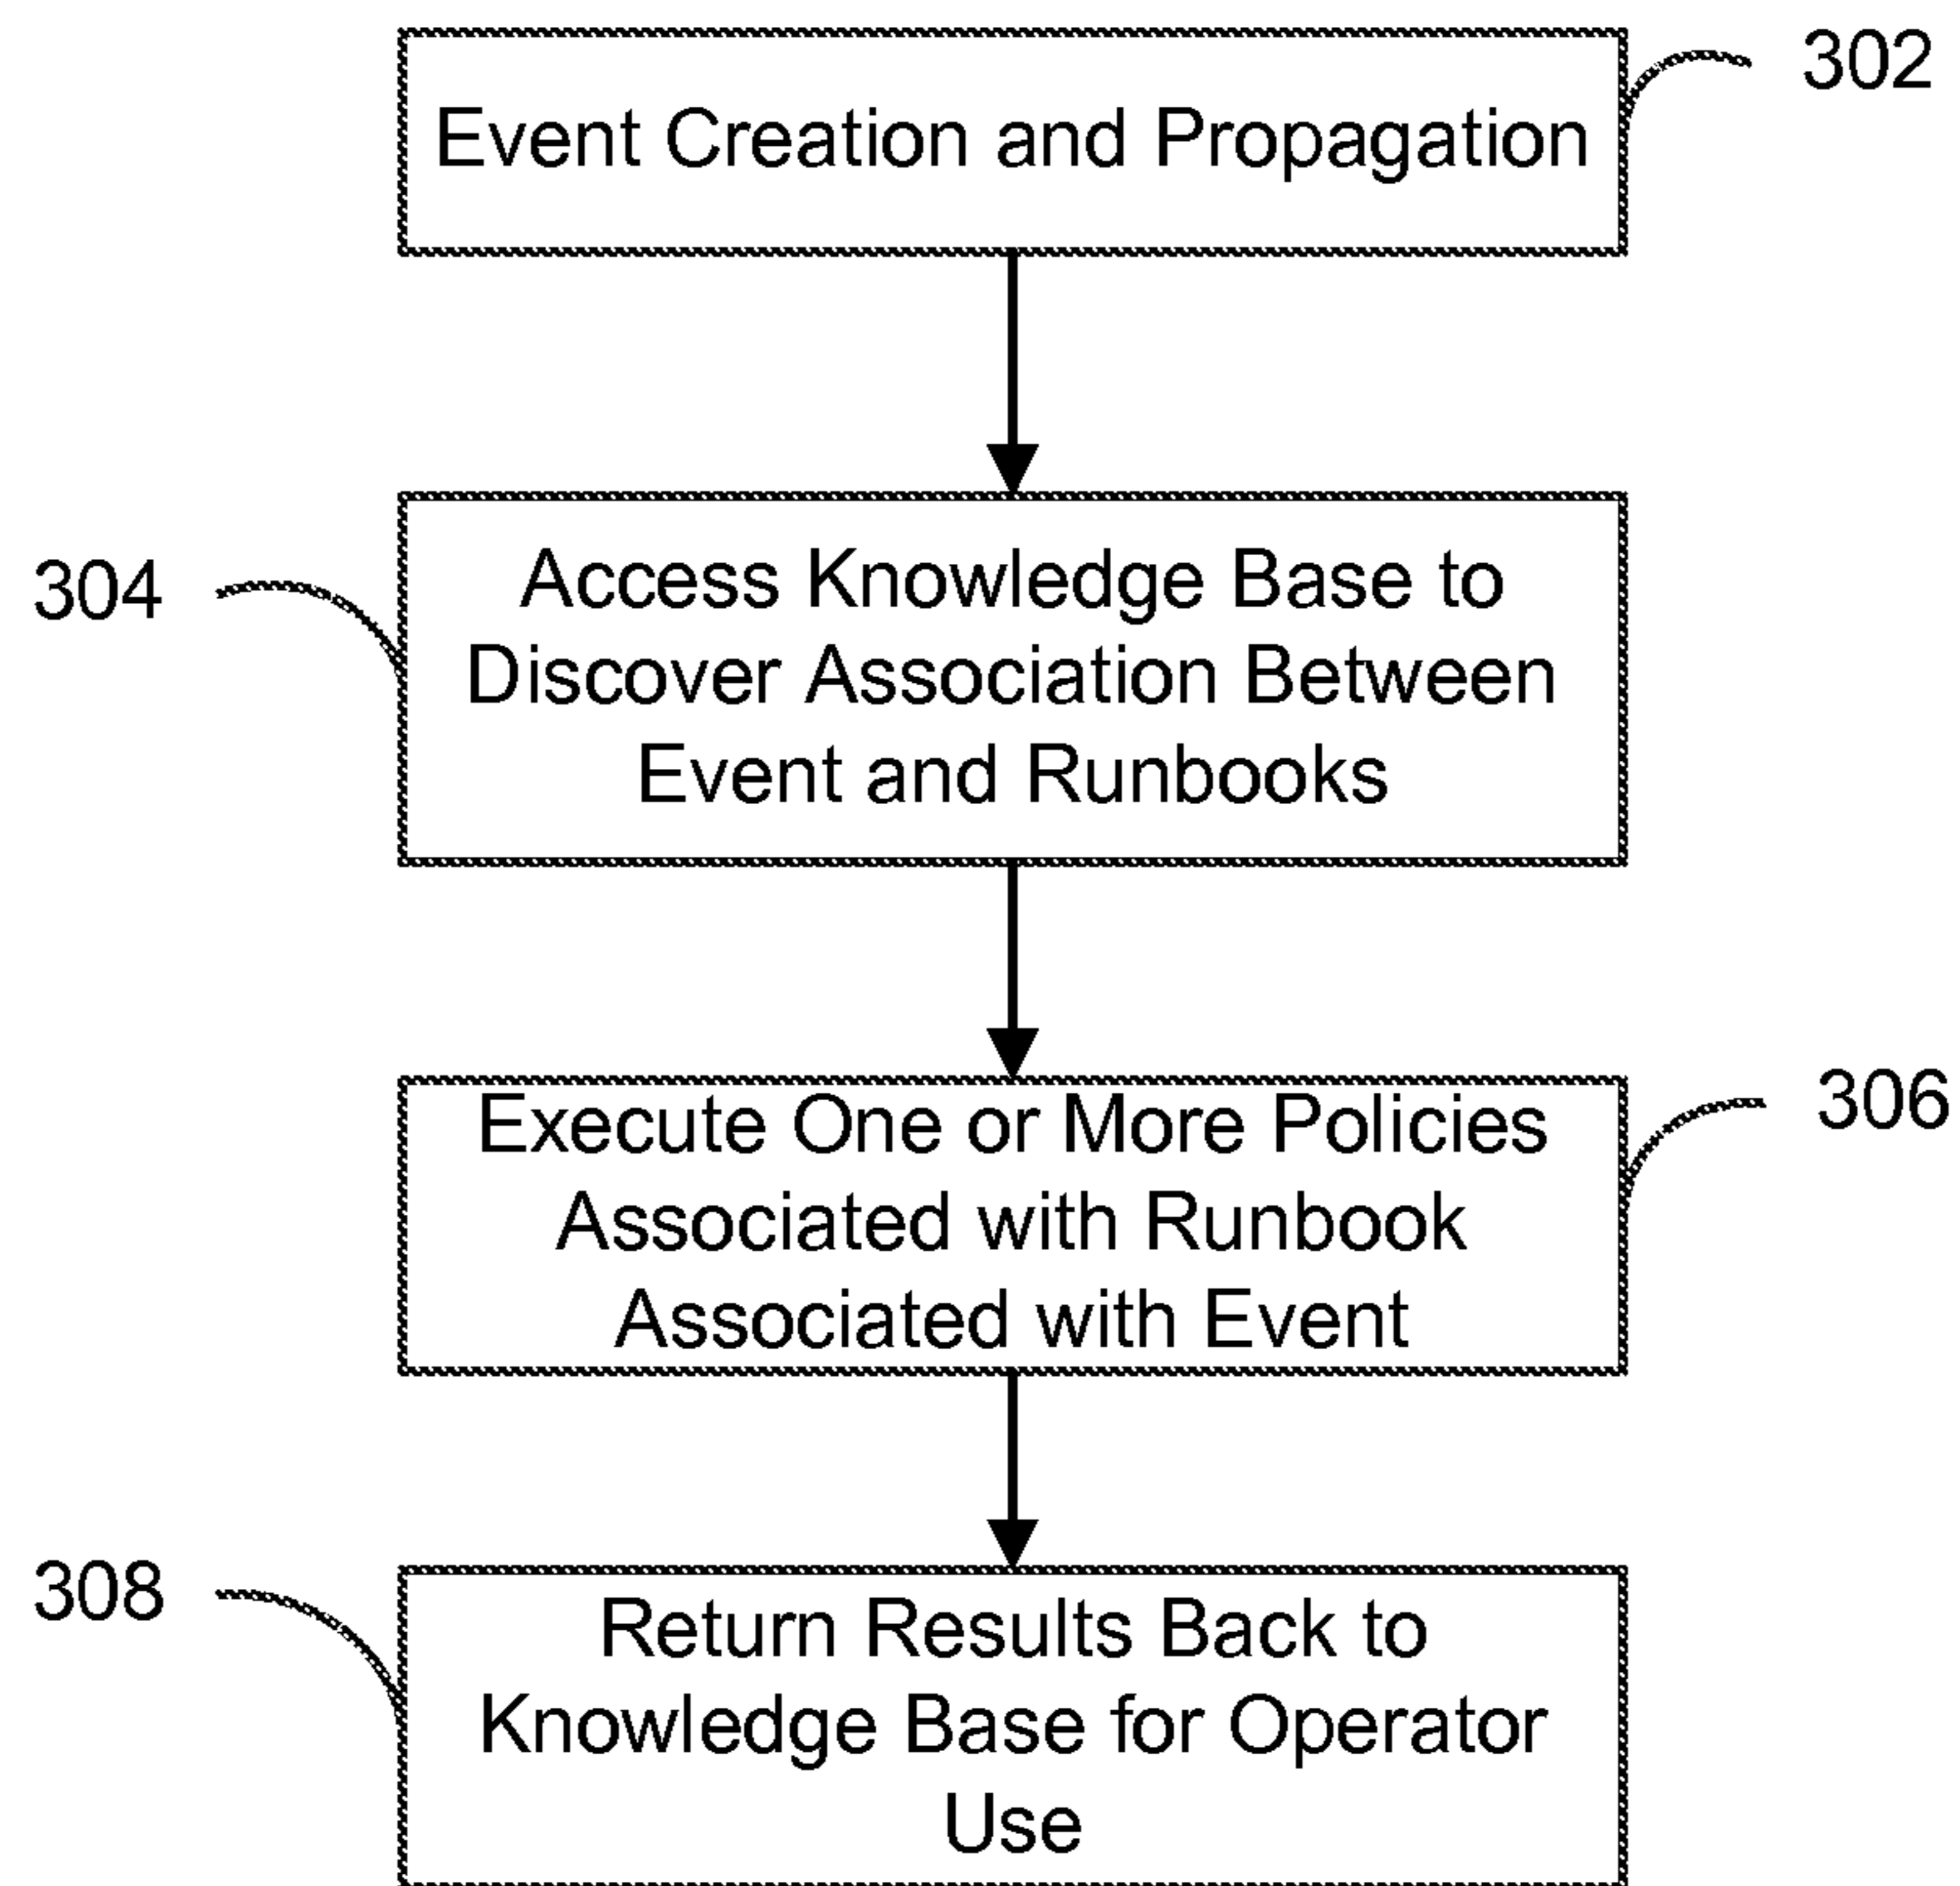 302
Event Creation and Propagation
304
Access Knowledge Base to
Discover Association Between
Event and Runbooks
306
Execute One or More Policies
Associated with Runbook
Associated with Event
308
Return Results Back to
Knowledge Base for Operator
Use